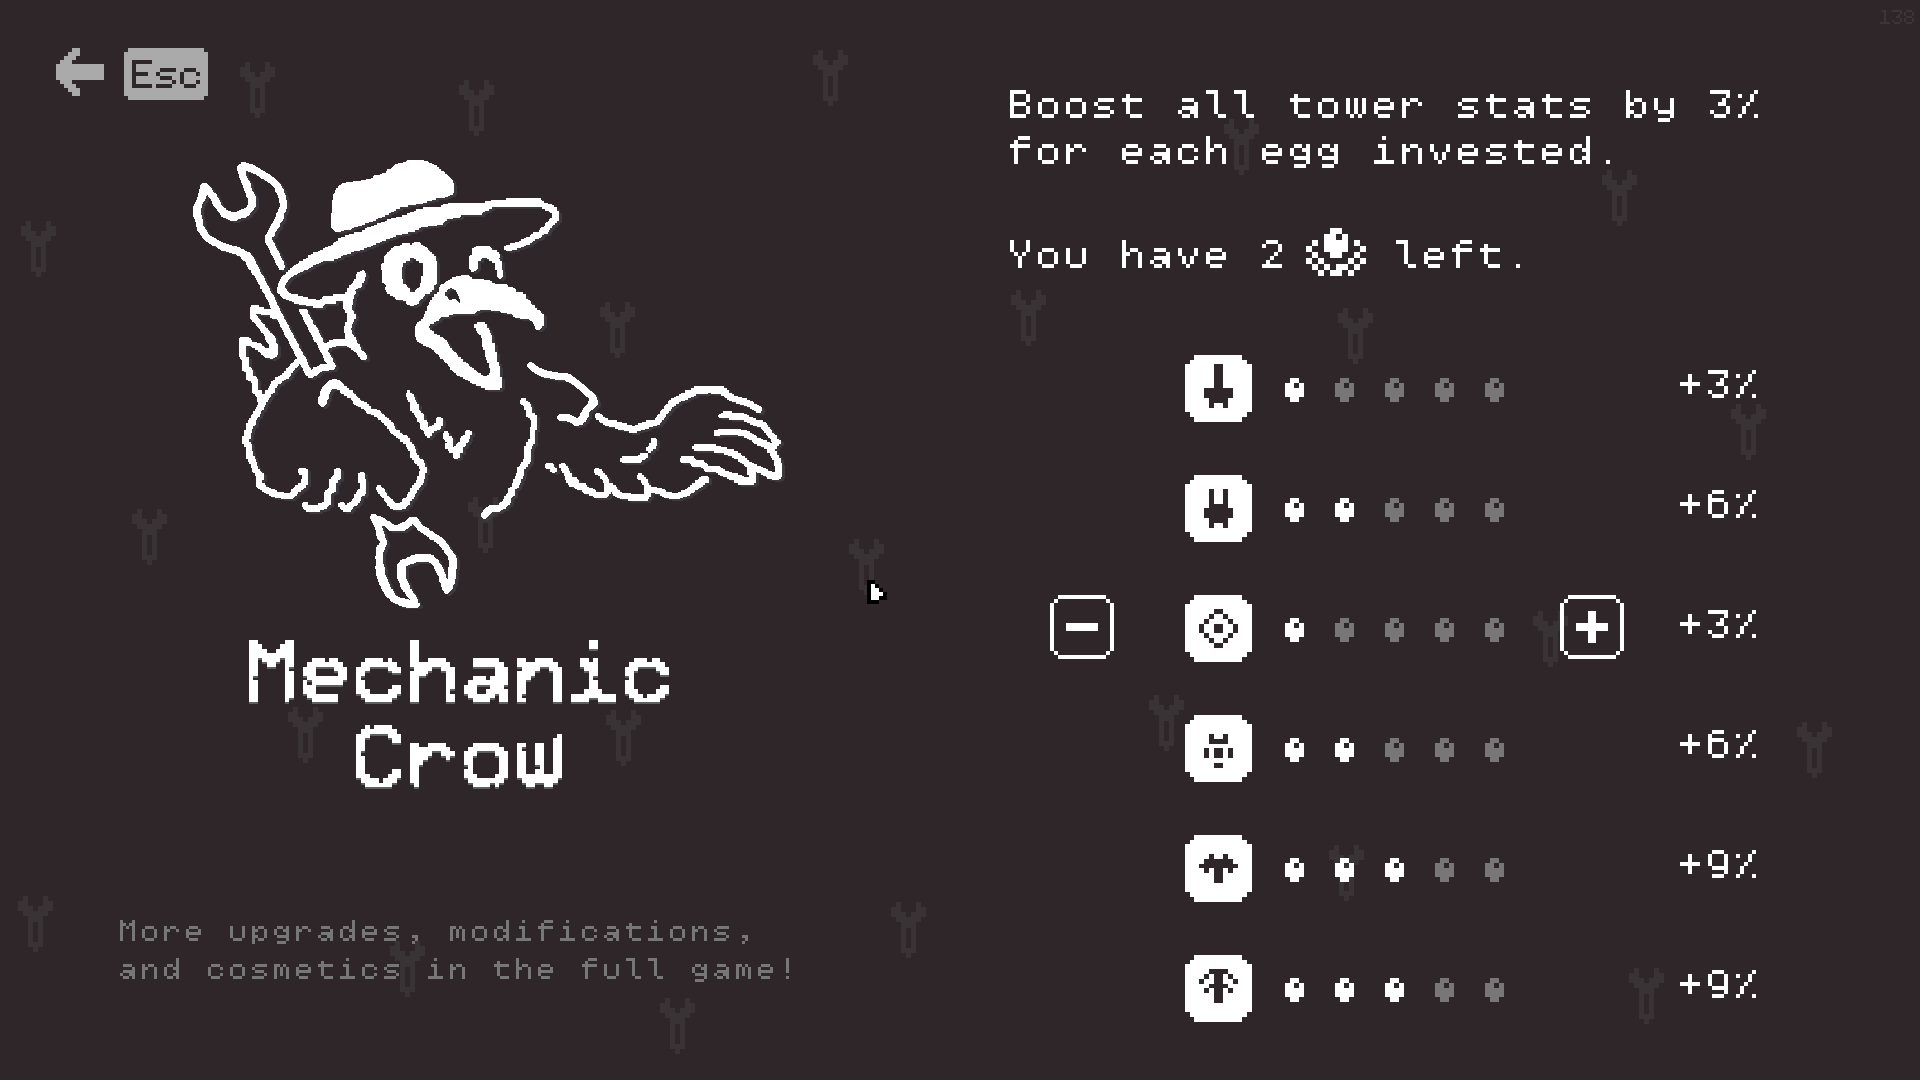 138
Esc
Boost all tower stats by 3%
for each egg invested.
You have 2 left.
+3%
+6%
+3%
+6%
+9%
+9%
Mechanic
Crow
More upgrades, modifications,
and cosmetics in the full game!